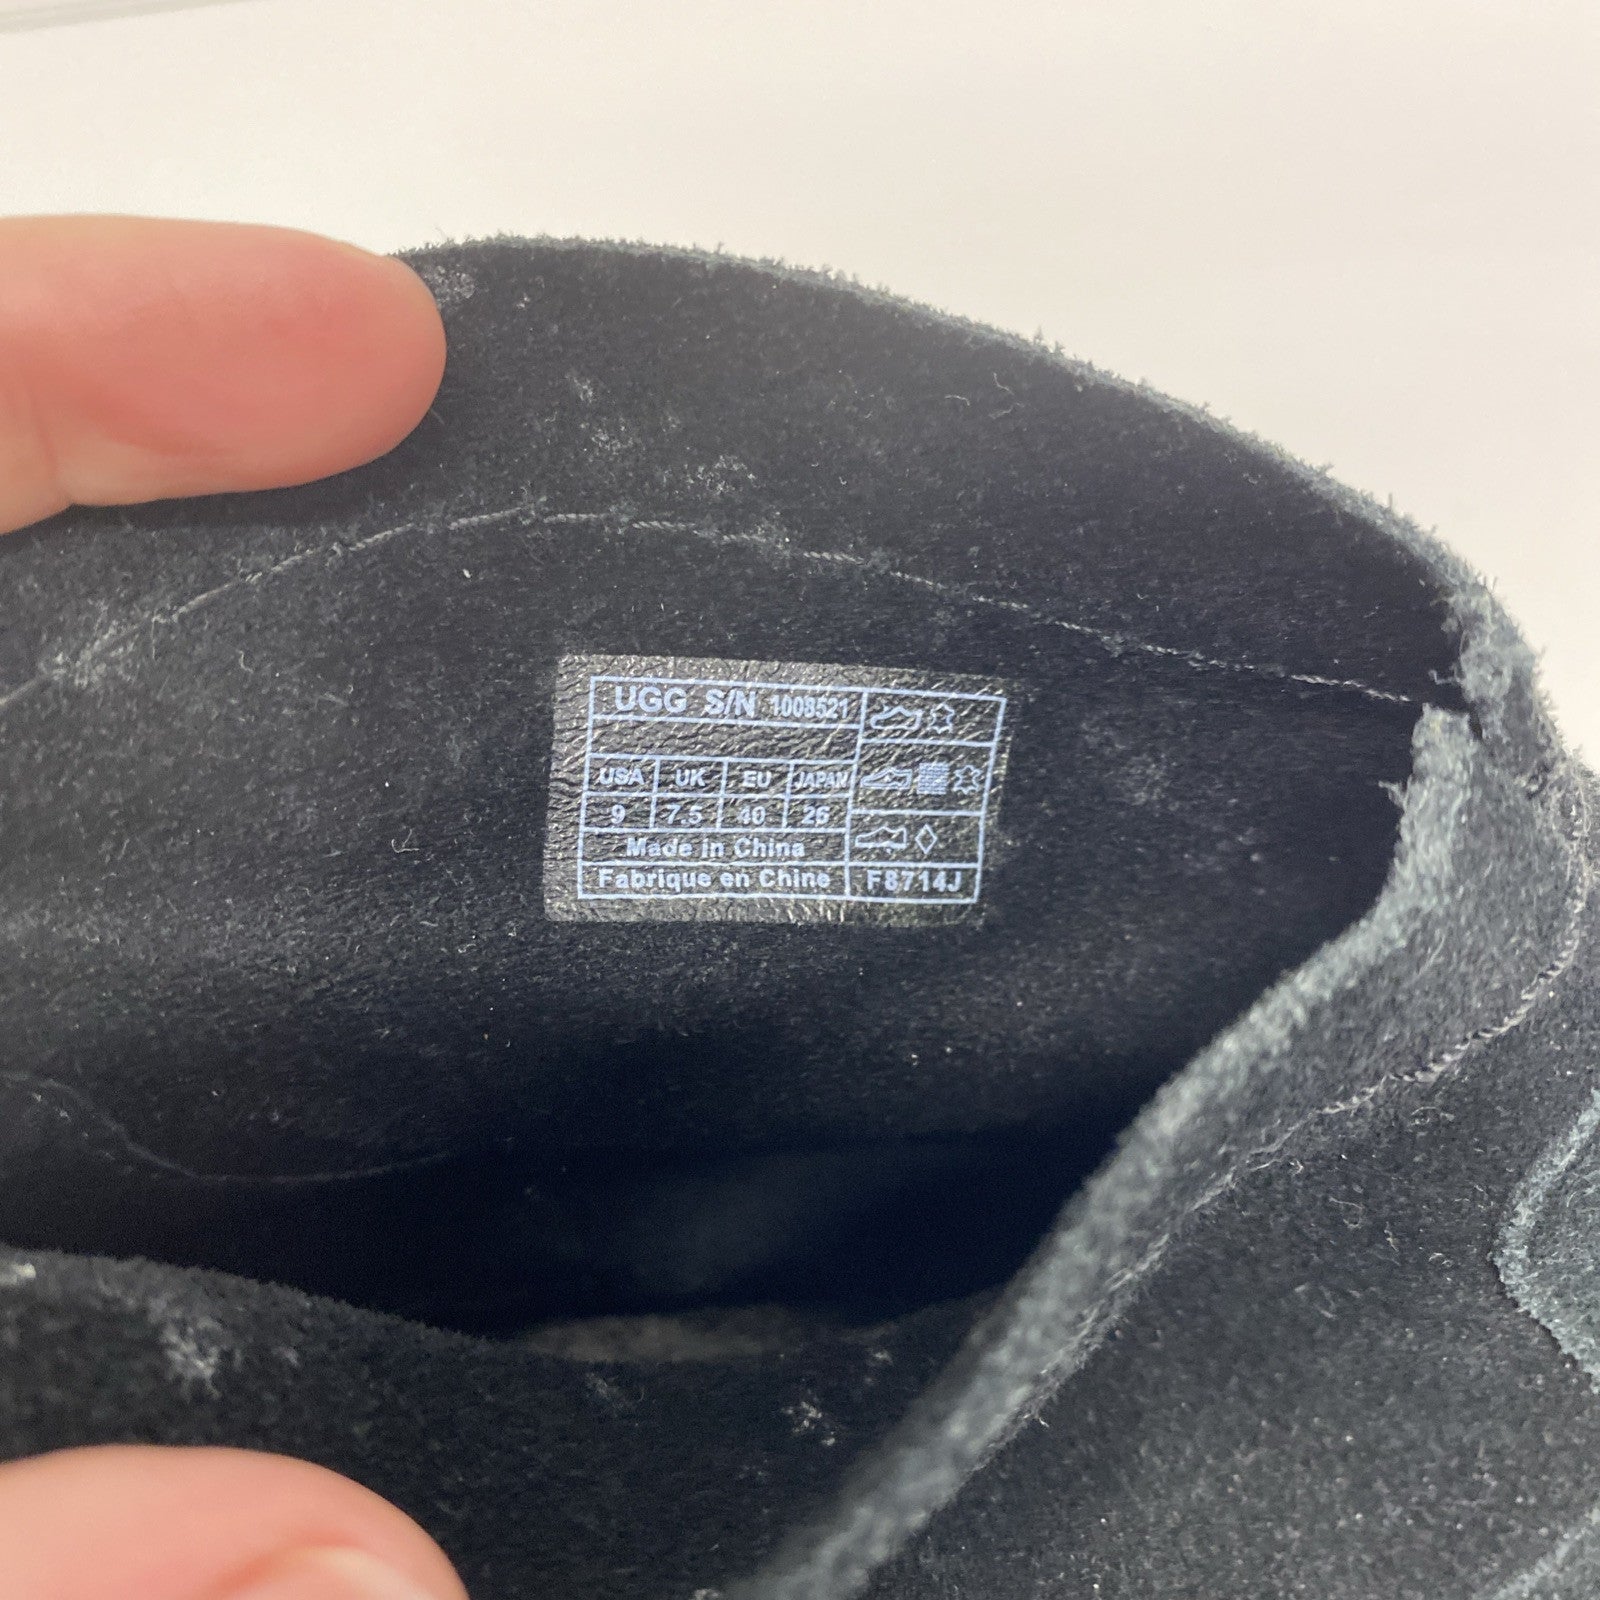 UGG S/N 1008521
USA UK EU JAPAN
9 7.5 40 26
Made in China
Fabrique en Chine F8714J